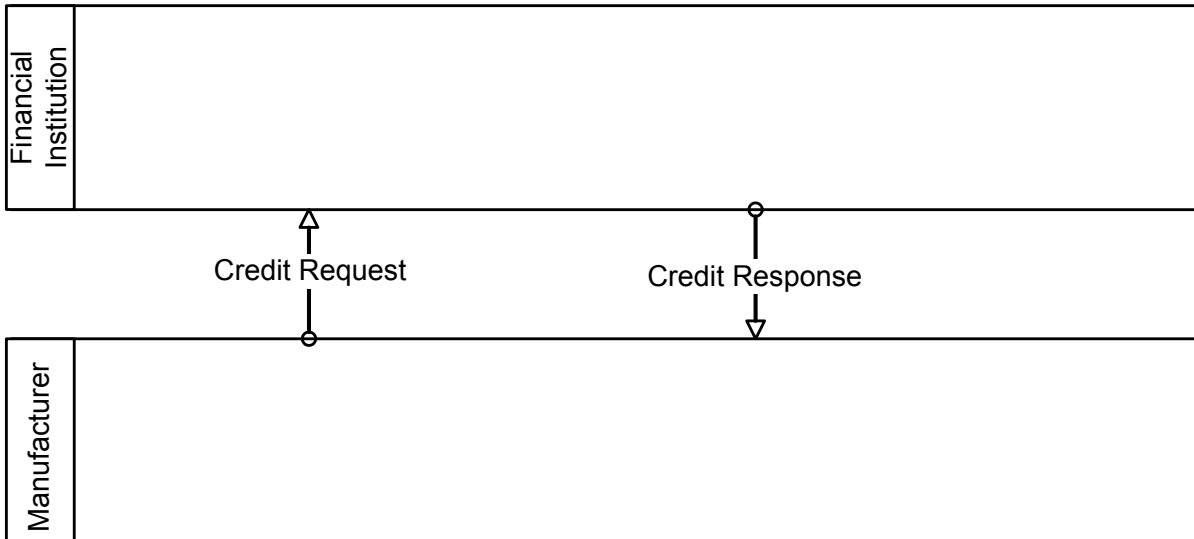 Financial
Institution
Credit Request
Credit Response
Manufacturer